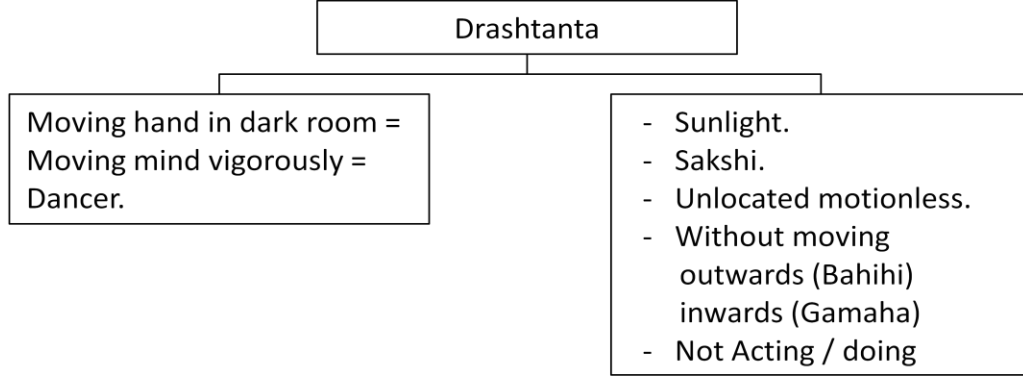 Drashtanta
Moving hand in dark room =
Moving mind vigorously =
Dancer.
- Sunlight.
- Sakshi.
- Unlocated motionless.
- Without moving
outwards (Bahihi)
inwards (Gamaha)
- Not Acting / doing